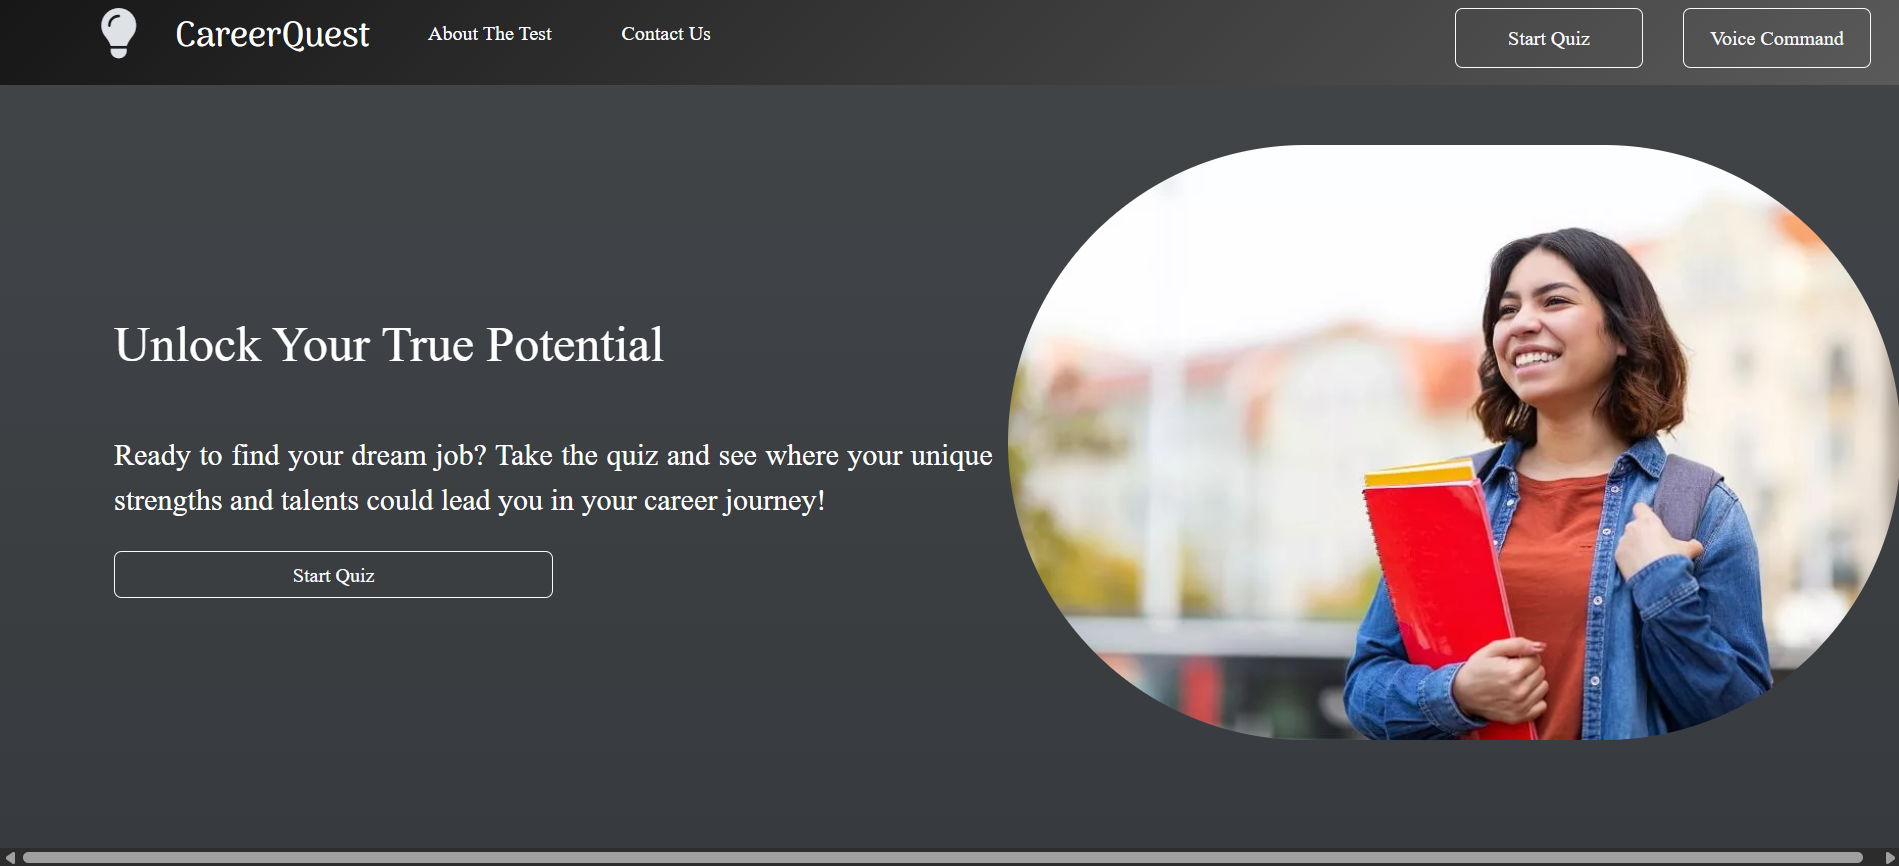 CareerQuest
About The Test
Contact Us
Start Quiz
Voice Command
Unlock Your True Potential
Ready to find your dream job? Take the quiz and see where your unique
strengths and talents could lead you in your career journey!
Start Quiz